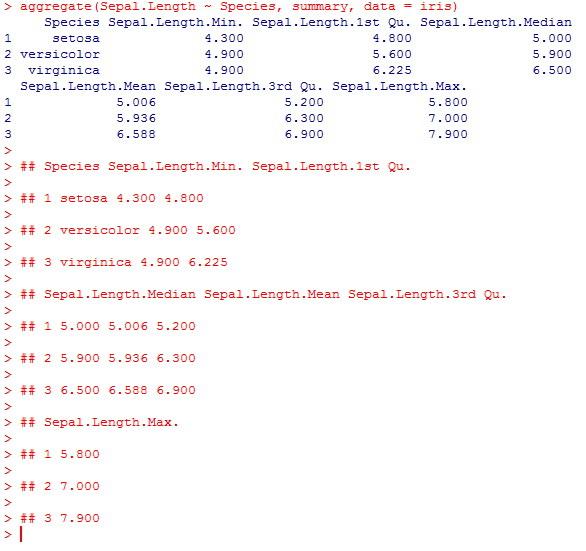 > aggregate(Sepal.Length ~ Species, summary, data = iris)
     Species Sepal.Length.Min. Sepal.Length.1st Qu. Sepal.Length.Median
1     setosa             4.300                4.800               5.000
2 versicolor             4.900                5.600               5.900
3  virginica             4.900                6.225               6.500
  Sepal.Length.Mean Sepal.Length.3rd Qu. Sepal.Length.Max.
1             5.006                5.200             5.800
2             5.936                6.300             7.000
3             6.588                6.900             7.900
>
> ## Species Sepal.Length.Min. Sepal.Length.1st Qu.
>
> ## 1 setosa 4.300 4.800
>
> ## 2 versicolor 4.900 5.600
>
> ## 3 virginica 4.900 6.225
>
> ## Sepal.Length.Median Sepal.Length.Mean Sepal.Length.3rd Qu.
>
> ## 1 5.000 5.006 5.200
>
> ## 2 5.900 5.936 6.300
>
> ## 3 6.500 6.588 6.900
>
> ## Sepal.Length.Max.
>
> ## 1 5.800
>
> ## 2 7.000
>
> ## 3 7.900
>